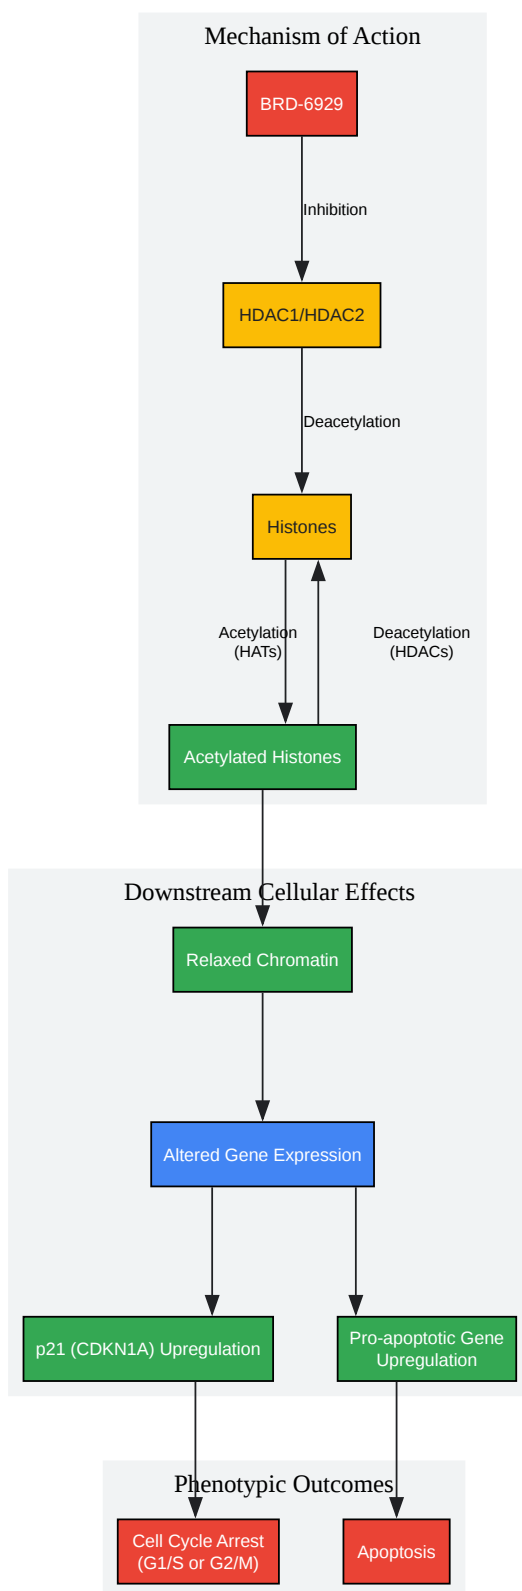 Mechanism of Action
BRD-6929
Inhibition
HDAC1/HDAC2
Deacetylation
Histones
Acetylation
(HATs)
Deacetylation
(HDACs)
Acetylated Histones
Downstream Cellular Effects
Relaxed Chromatin
Altered Gene Expression
p21 (CDKN1A) Upregulation
Pro-apoptotic Gene
Upregulation
Phenotypic Outcomes
Cell Cycle Arrest
(G1/S or G2/M)
Apoptosis